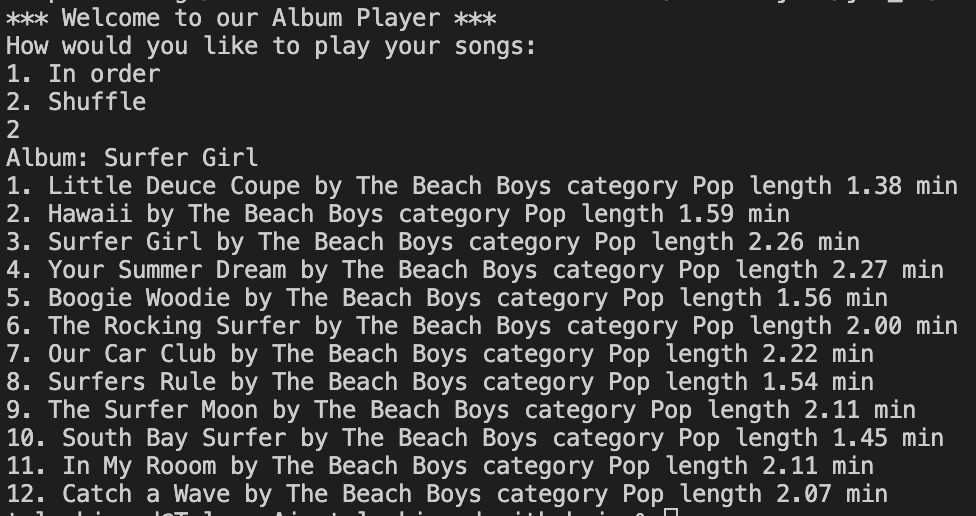 *** Welcome to our Album Player ***
How would you like to play your songs:
1. In order
2. Shuffle
2
Album: Surfer Girl
1. Little Deuce Coupe by The Beach Boys category Pop length 1.38 min
2. Hawaii by The Beach Boys category Pop length 1.59 min
3. Surfer Girl by The Beach Boys category Pop length 2.26 min
4. Your Summer Dream by The Beach Boys category Pop length 2.27 min
5. Boogie Woodie by The Beach Boys category Pop length 1.56 min
6. The Rocking Surfer by The Beach Boys category Pop length 2.00 min
7. Our Car Club by The Beach Boys category Pop length 2.22 min
8. Surfers Rule by The Beach Boys category Pop length 1.54 min
9. The Surfer Moon by The Beach Boys category Pop length 2.11 min
10. South Bay Surfer by The Beach Boys category Pop length 1.45 min
11. In My Rooom by The Beach Boys category Pop length 2.11 min
12. Catch a Wave by The Beach Boys category Pop length 2.07 min